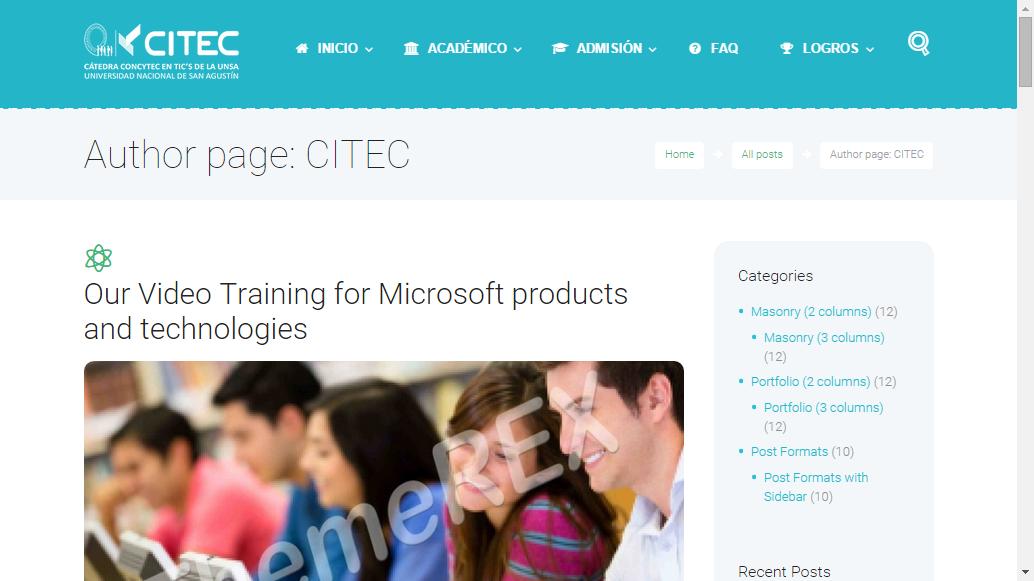 CITEC
CÁTEDRA CONCYTEC EN TIC'S DE LA UNSA
UNIVERSIDAD NACIONAL DE SAN AGUSTÍN
INICIO
ACADÉMICO
ADMISIÓN
FAQ
LOGROS
Author page: CITEC
Home
All posts
Author page: CITEC
Our Video Training for Microsoft products
and technologies
ThemeREX
Categories
Masonry (2 columns) (12)
Masonry (3 columns)
(12)
Portfolio (2 columns) (12)
Portfolio (3 columns)
(12)
Post Formats (10)
Post Formats with
Sidebar (10)
Recent Posts